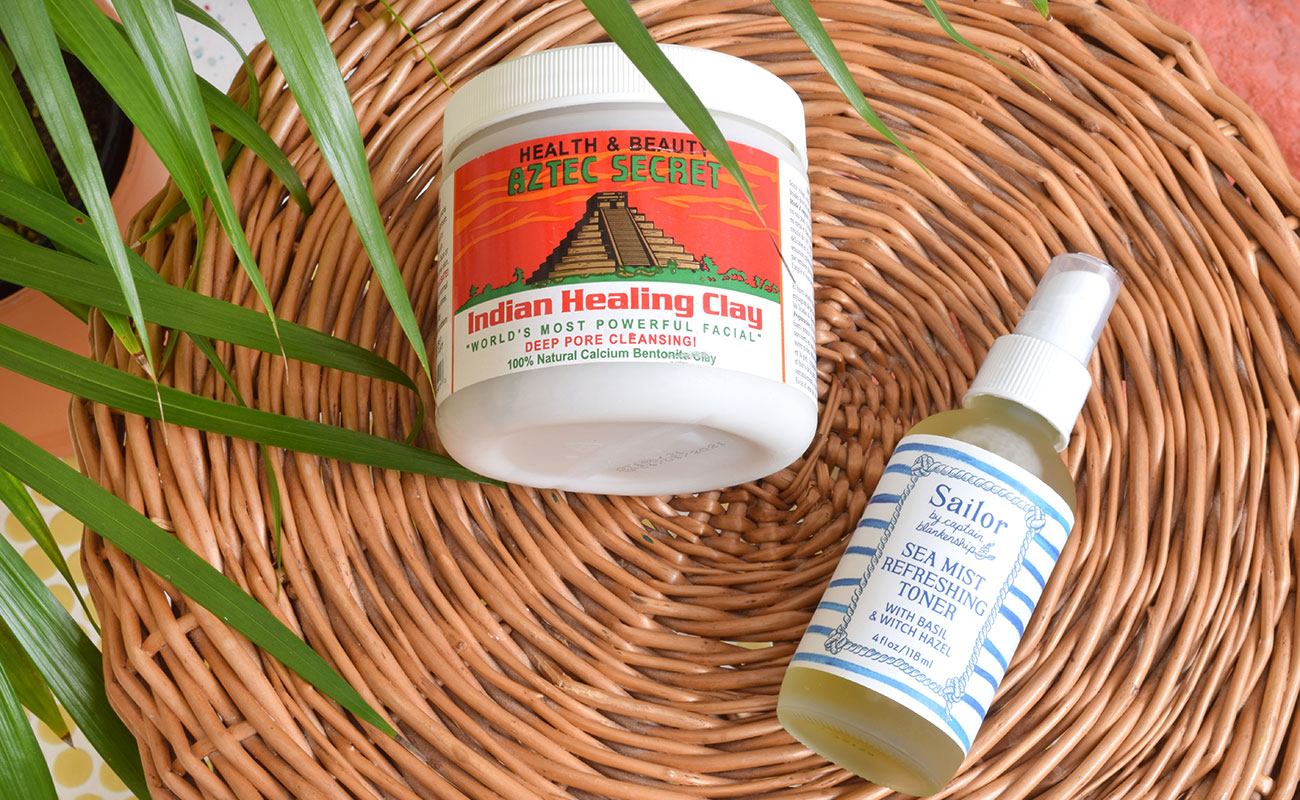 HEALTH & BEAUTY
AZTEC SECRET
Indian Healing Clay
"WORLD'S MOST POWERFUL FACIAL"
DEEP PORE CLEANSING!
100% Natural Calcium Bentonite Clay
Sailor
by captain
blankenship
SEA MIST
REFRESHING
TONER
WITH BASIL
& WITCH HAZEL
4 fl oz/118 ml